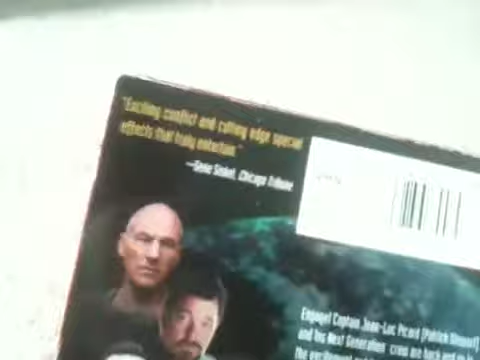 "Exciting conflict and cutting edge special
effects that truly entertain"
—Gene Siskel, Chicago Tribune
Engage! Captain Jean-Luc Picard (Patrick Stewart)
and his Next Generation crew are back
the